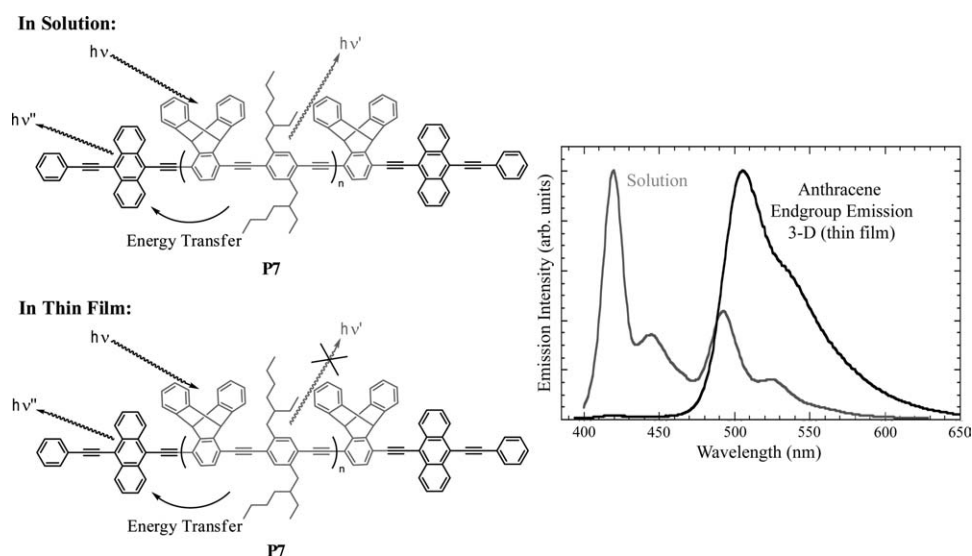 In Solution:
hν
hν'
hν"
n
Energy Transfer
P7
In Thin Film:
hν
hν'
hν"
n
Energy Transfer
P7
Solution
Anthracene
Endgroup Emission
3-D (thin film)
Emission Intensity (arb. units)
400 450 500 550 600 650
Wavelength (nm)